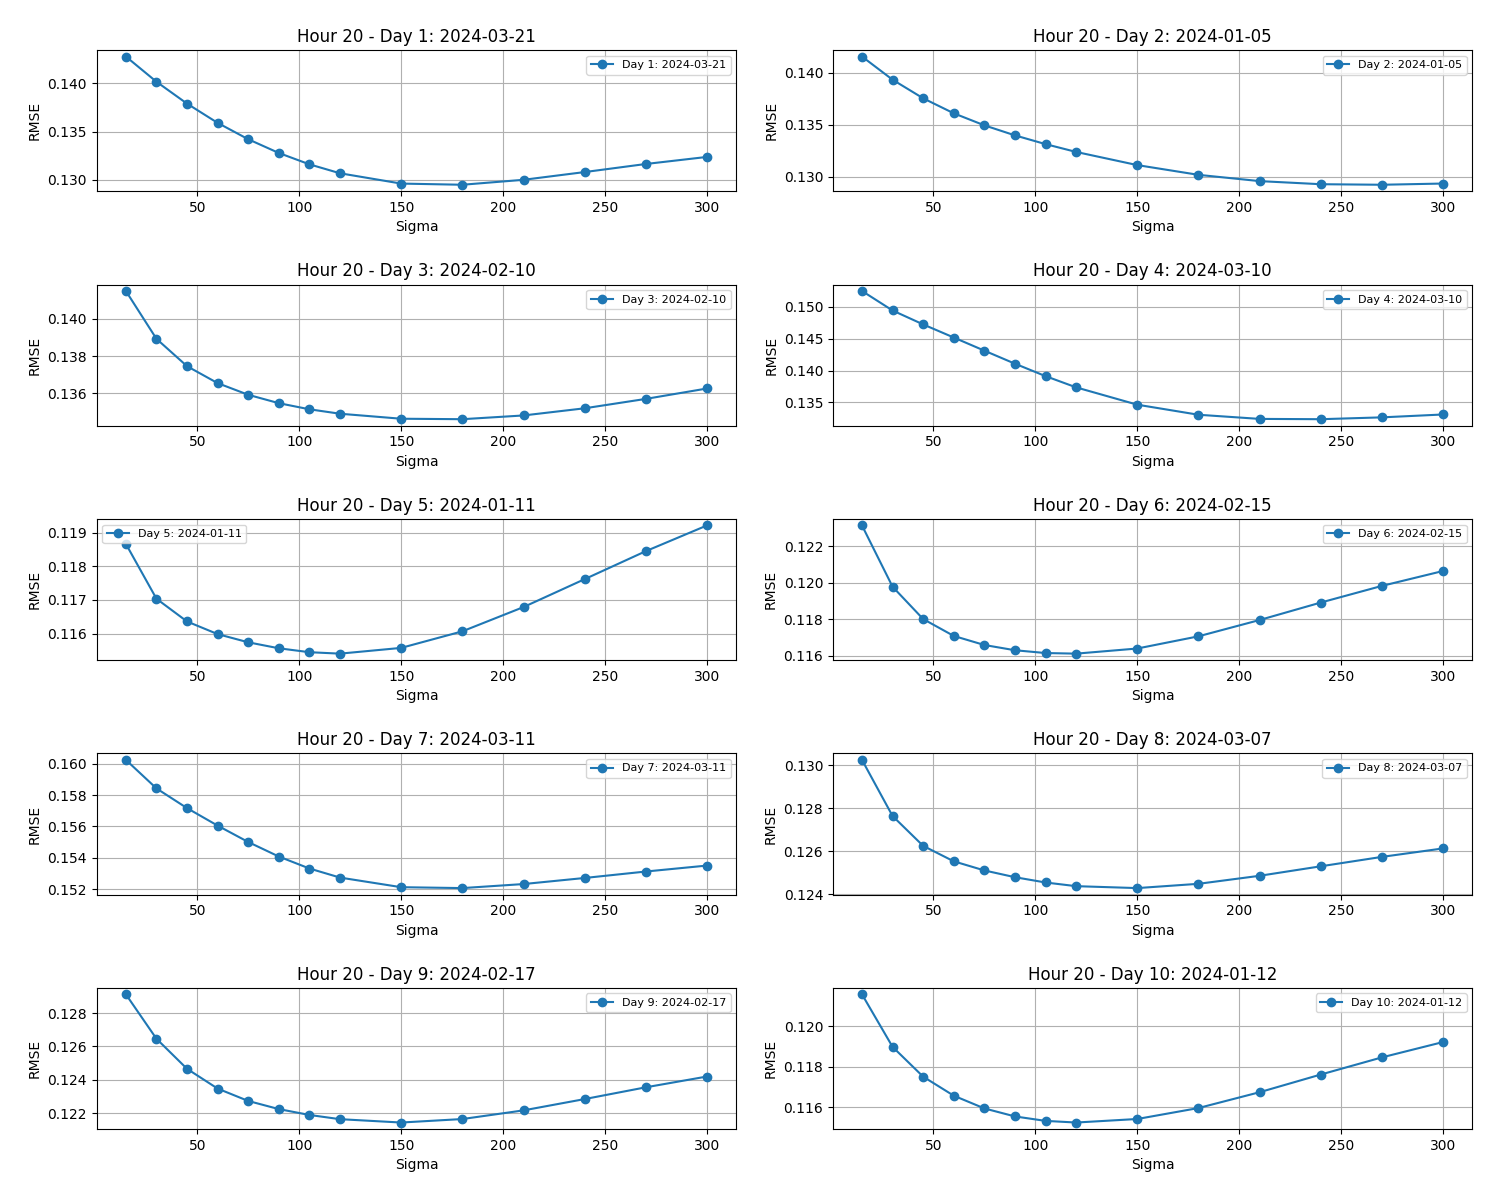 Hour 20 - Day 1: 2024-03-21
Day 1: 2024-03-21
RMSE
0.140
0.135
0.130
50 100 150 200 250 300
Sigma
Hour 20 - Day 2: 2024-01-05
Day 2: 2024-01-05
RMSE
0.140
0.135
0.130
50 100 150 200 250 300
Sigma
Hour 20 - Day 3: 2024-02-10
Day 3: 2024-02-10
RMSE
0.140
0.138
0.136
50 100 150 200 250 300
Sigma
Hour 20 - Day 4: 2024-03-10
Day 4: 2024-03-10
RMSE
0.150
0.145
0.140
0.135
50 100 150 200 250 300
Sigma
Hour 20 - Day 5: 2024-01-11
Day 5: 2024-01-11
RMSE
0.119
0.118
0.117
0.116
50 100 150 200 250 300
Sigma
Hour 20 - Day 6: 2024-02-15
Day 6: 2024-02-15
RMSE
0.122
0.120
0.118
0.116
50 100 150 200 250 300
Sigma
Hour 20 - Day 7: 2024-03-11
Day 7: 2024-03-11
RMSE
0.160
0.158
0.156
0.154
0.152
50 100 150 200 250 300
Sigma
Hour 20 - Day 8: 2024-03-07
Day 8: 2024-03-07
RMSE
0.130
0.128
0.126
0.124
50 100 150 200 250 300
Sigma
Hour 20 - Day 9: 2024-02-17
Day 9: 2024-02-17
RMSE
0.128
0.126
0.124
0.122
50 100 150 200 250 300
Sigma
Hour 20 - Day 10: 2024-01-12
Day 10: 2024-01-12
RMSE
0.120
0.118
0.116
50 100 150 200 250 300
Sigma